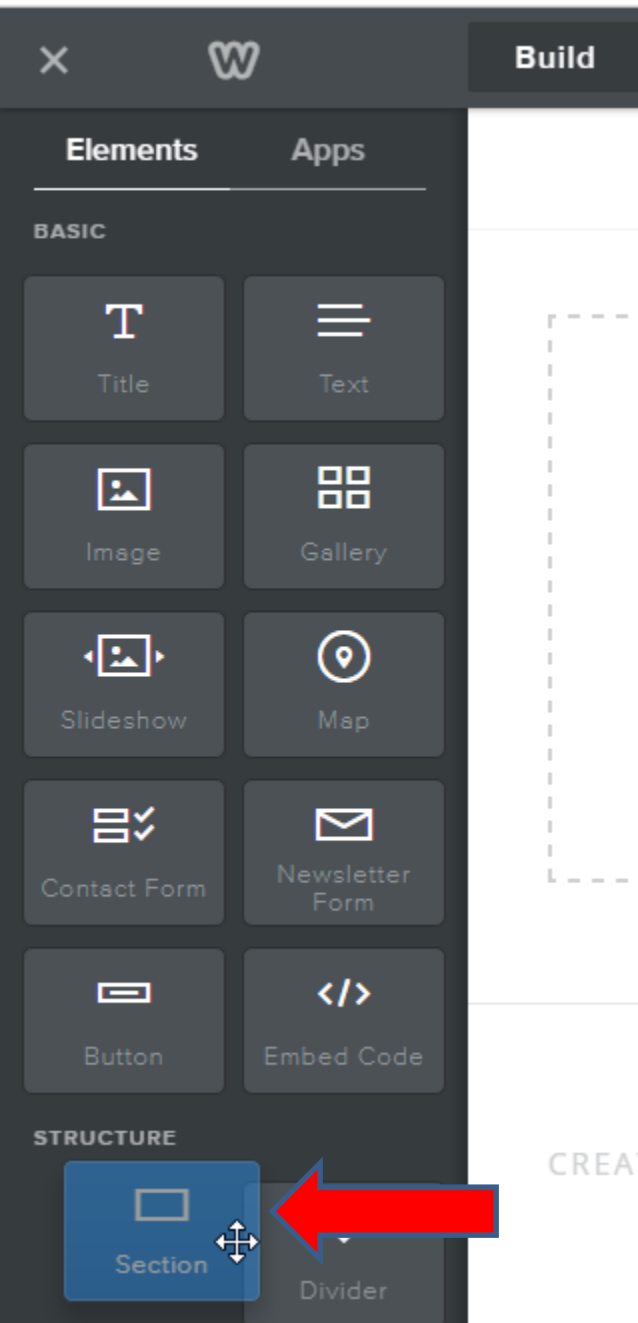 Build
Elements Apps
BASIC
Title Text
Image Gallery
Slideshow Map
Contact Form Newsletter
Form
Button Embed Code
STRUCTURE
Section Divider